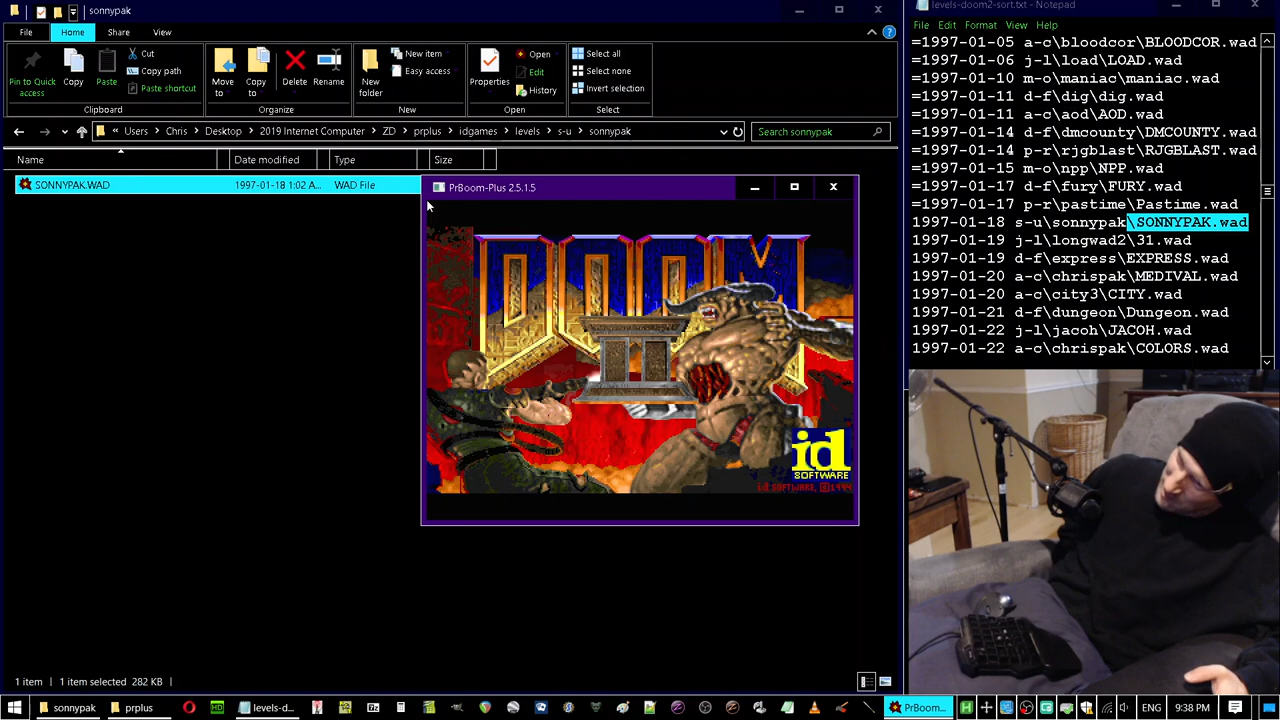 sonnypak
File
Home
Share
View
Pin to Quick access
Copy
Paste
Cut
Copy path
Paste shortcut
Clipboard
Move to
Copy to
Delete
Rename
Organize
New folder
New item
Easy access
New
Properties
Open
Edit
History
Open
Select all
Select none
Invert selection
Select
Users > Chris > Desktop > 2019 Internet Computer > ZD > prplus > idgames > levels > s-u > sonnypak
Search sonnypak
Name
Date modified
Type
Size
SONNYPAK.WAD
1997-01-18 1:02 A...
WAD File
PrBoom-Plus 2.5.1.5
DOOM
II
id
SOFTWARE
id SOFTWARE, ©1994
1 item
1 item selected 282 KB
levels-doom2-sort.txt - Notepad
File Edit Format View Help
=1997-01-05 a-c\bloodcor\BLOODCOR.wad
=1997-01-06 j-l\load\LOAD.wad
=1997-01-10 m-o\maniac\maniac.wad
=1997-01-11 d-f\dig\dig.wad
=1997-01-11 a-c\aod\AOD.wad
=1997-01-14 d-f\dmcounty\DMCOUNTY.wad
=1997-01-14 p-r\rjgblast\RJGBLAST.wad
=1997-01-15 m-o\npp\NPP.wad
=1997-01-17 d-f\fury\FURY.wad
=1997-01-17 p-r\pastime\Pastime.wad
1997-01-18 s-u\sonnypak\SONNYPAK.wad
1997-01-19 j-l\longwad2\31.wad
1997-01-19 d-f\express\EXPRESS.wad
1997-01-20 a-c\chrispak\MEDIVAL.wad
1997-01-20 a-c\city3\CITY.wad
1997-01-21 d-f\dungeon\Dungeon.wad
1997-01-22 j-l\jacoh\JACOH.wad
1997-01-22 a-c\chrispak\COLORS.wad
sonnypak
prplus
levels-d...
PrBoom...
ENG
9:38 PM